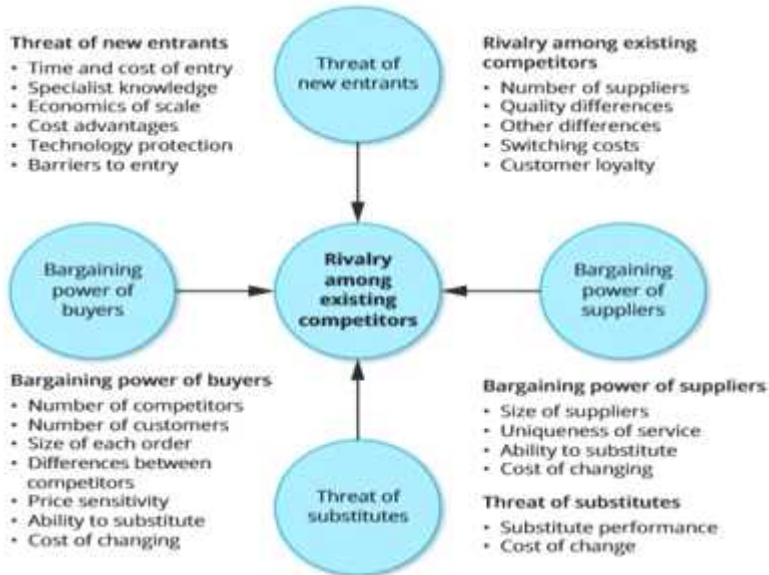 Threat of new entrants
• Time and cost of entry
• Specialist knowledge
• Economics of scale
• Cost advantages
• Technology protection
• Barriers to entry
Threat of
new entrants
Rivalry among existing
competitors
• Number of suppliers
• Quality differences
• Other differences
• Switching costs
• Customer loyalty
Bargaining
power of
buyers
Rivalry
among
existing
competitors
Bargaining
power of
suppliers
Bargaining power of buyers
• Number of competitors
• Number of customers
• Size of each order
• Differences between
competitors
• Price sensitivity
• Ability to substitute
• Cost of changing
Threat of
substitutes
Bargaining power of suppliers
• Size of suppliers
• Uniqueness of service
• Ability to substitute
• Cost of changing
Threat of substitutes
• Substitute performance
• Cost of change